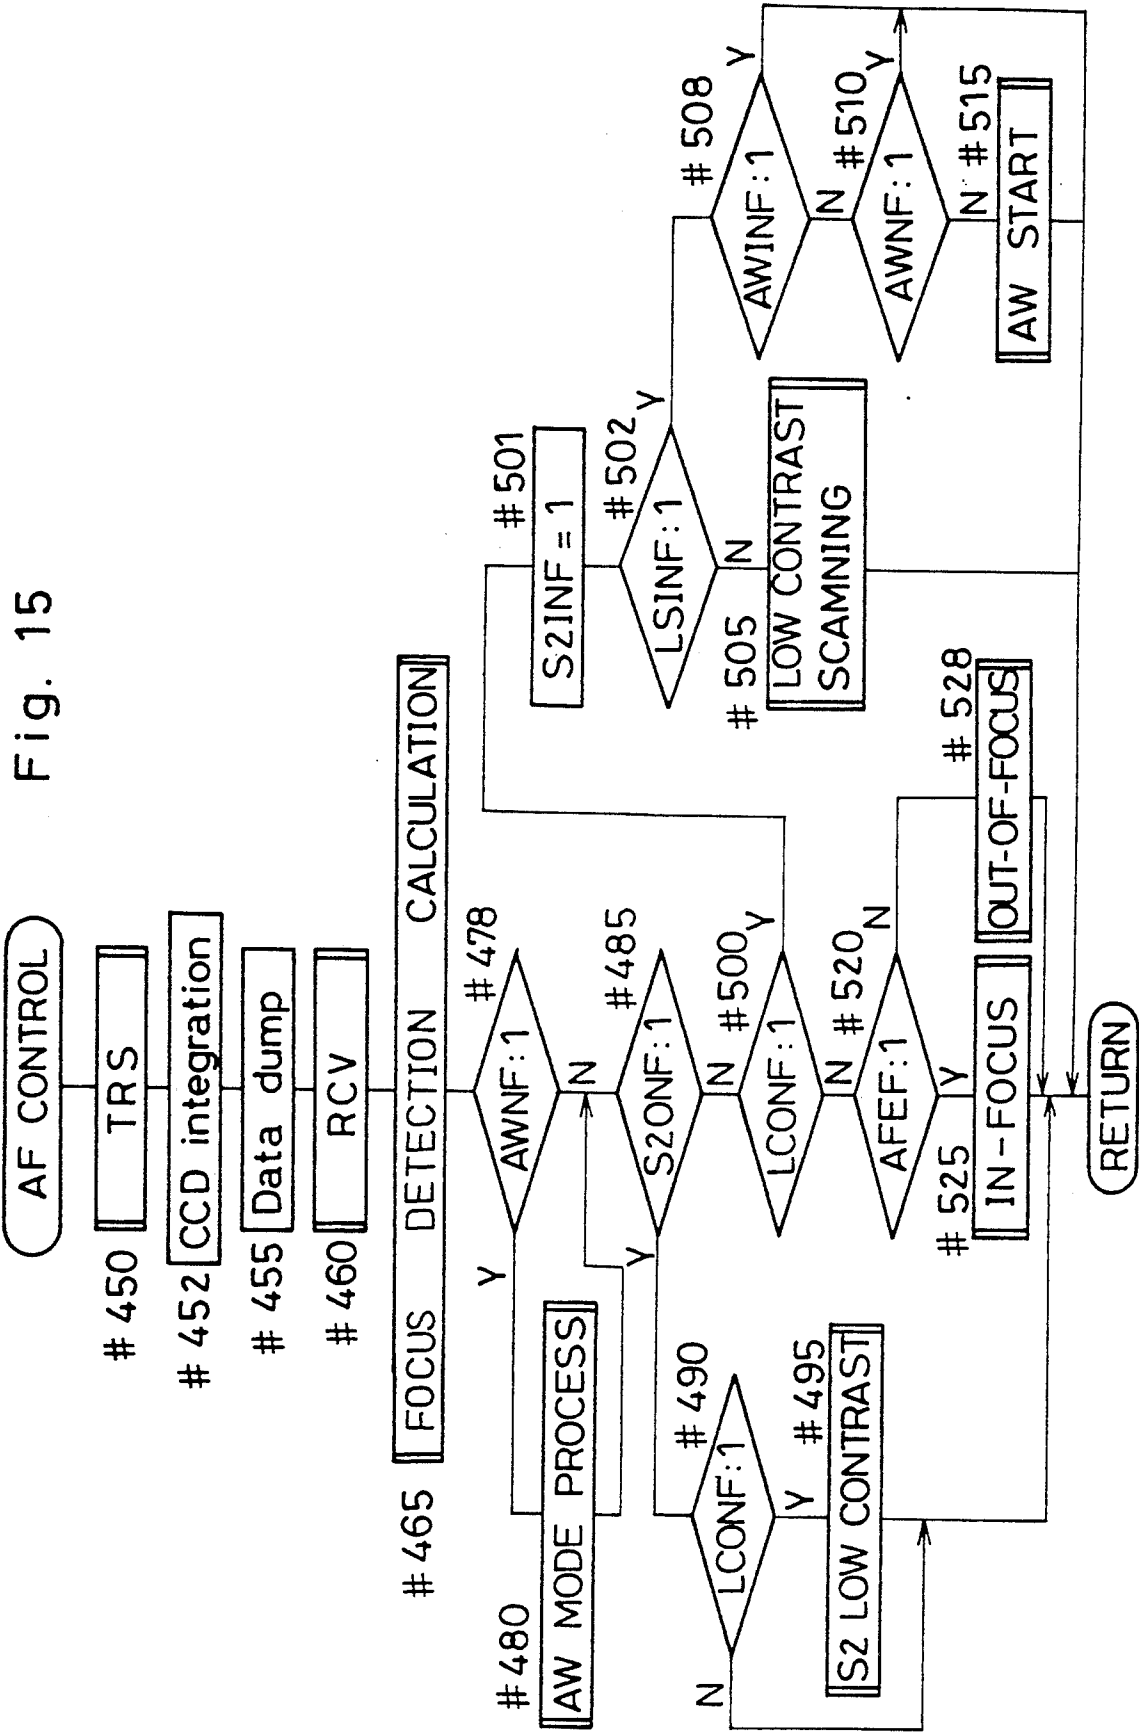 Fig. 15
AF CONTROL
#450
TRS
#452
CCD integration
#455
Data dump
#460
RCV
#465
FOCUS DETECTION CALCULATION
#478
AWNF:1
Y
N
#480
AW MODE PROCESS
#485
S2ONF:1
Y
N
#490
LCONF:1
N
Y
#495
S2 LOW CONTRAST
#500
LCONF:1
Y
N
#501
S2INF=1
#502
LSINF:1
Y
N
#505
LOW CONTRAST
SCAMNING
#508
AWINF:1
Y
N
#510
AWNF:1
Y
N
#515
AW START
#520
AFEF:1
N
Y
#525
IN-FOCUS
#528
OUT-OF-FOCUS
RETURN